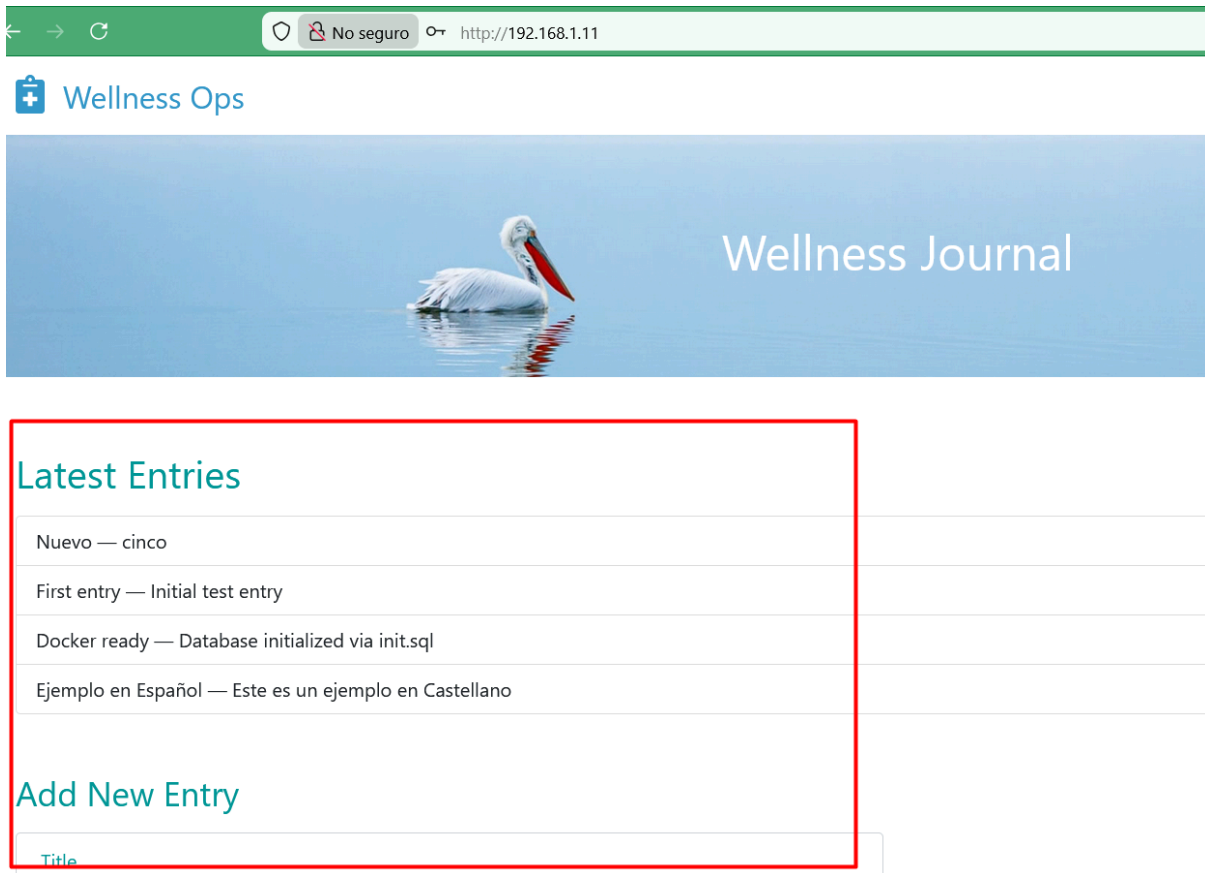 No seguro http://192.168.1.11
Wellness Ops
Wellness Journal
Latest Entries
Nuevo — cinco
First entry — Initial test entry
Docker ready — Database initialized via init.sql
Ejemplo en Español — Este es un ejemplo en Castellano
Add New Entry
Title